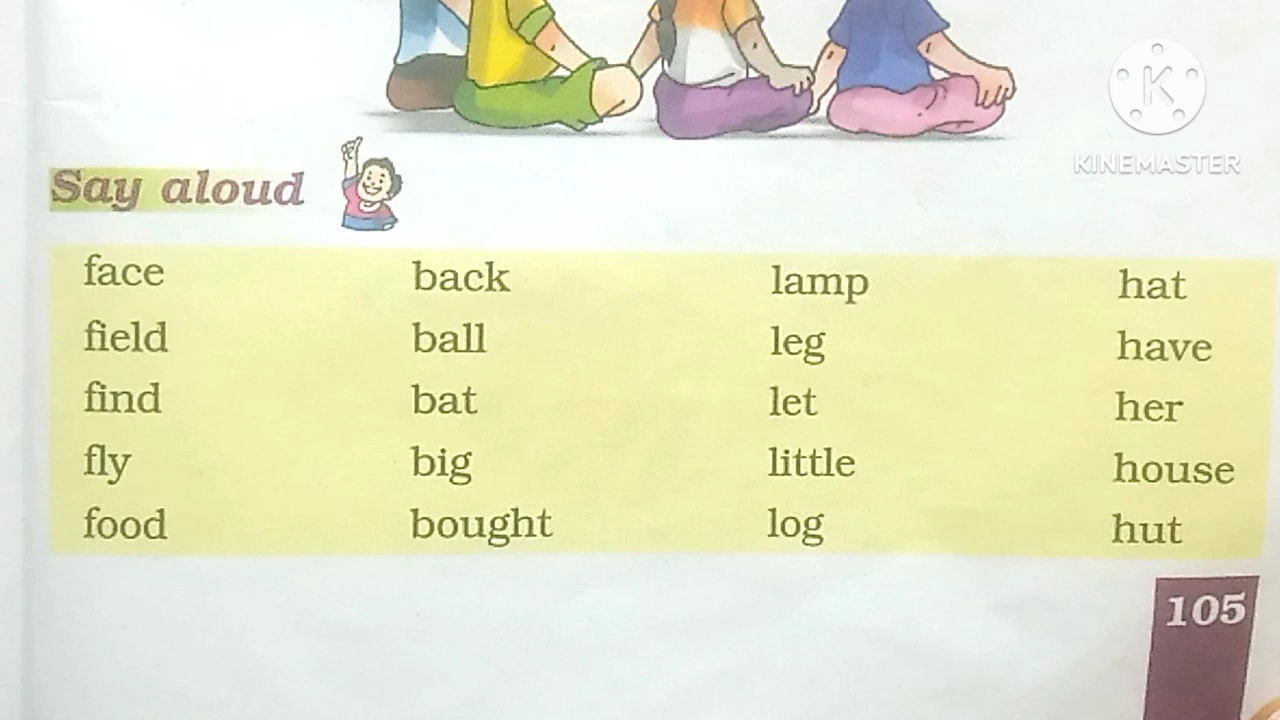 K
KINEMASTER
Say aloud
face back lamp hat
field ball leg have
find bat let her
fly big little house
food bought log hut
105